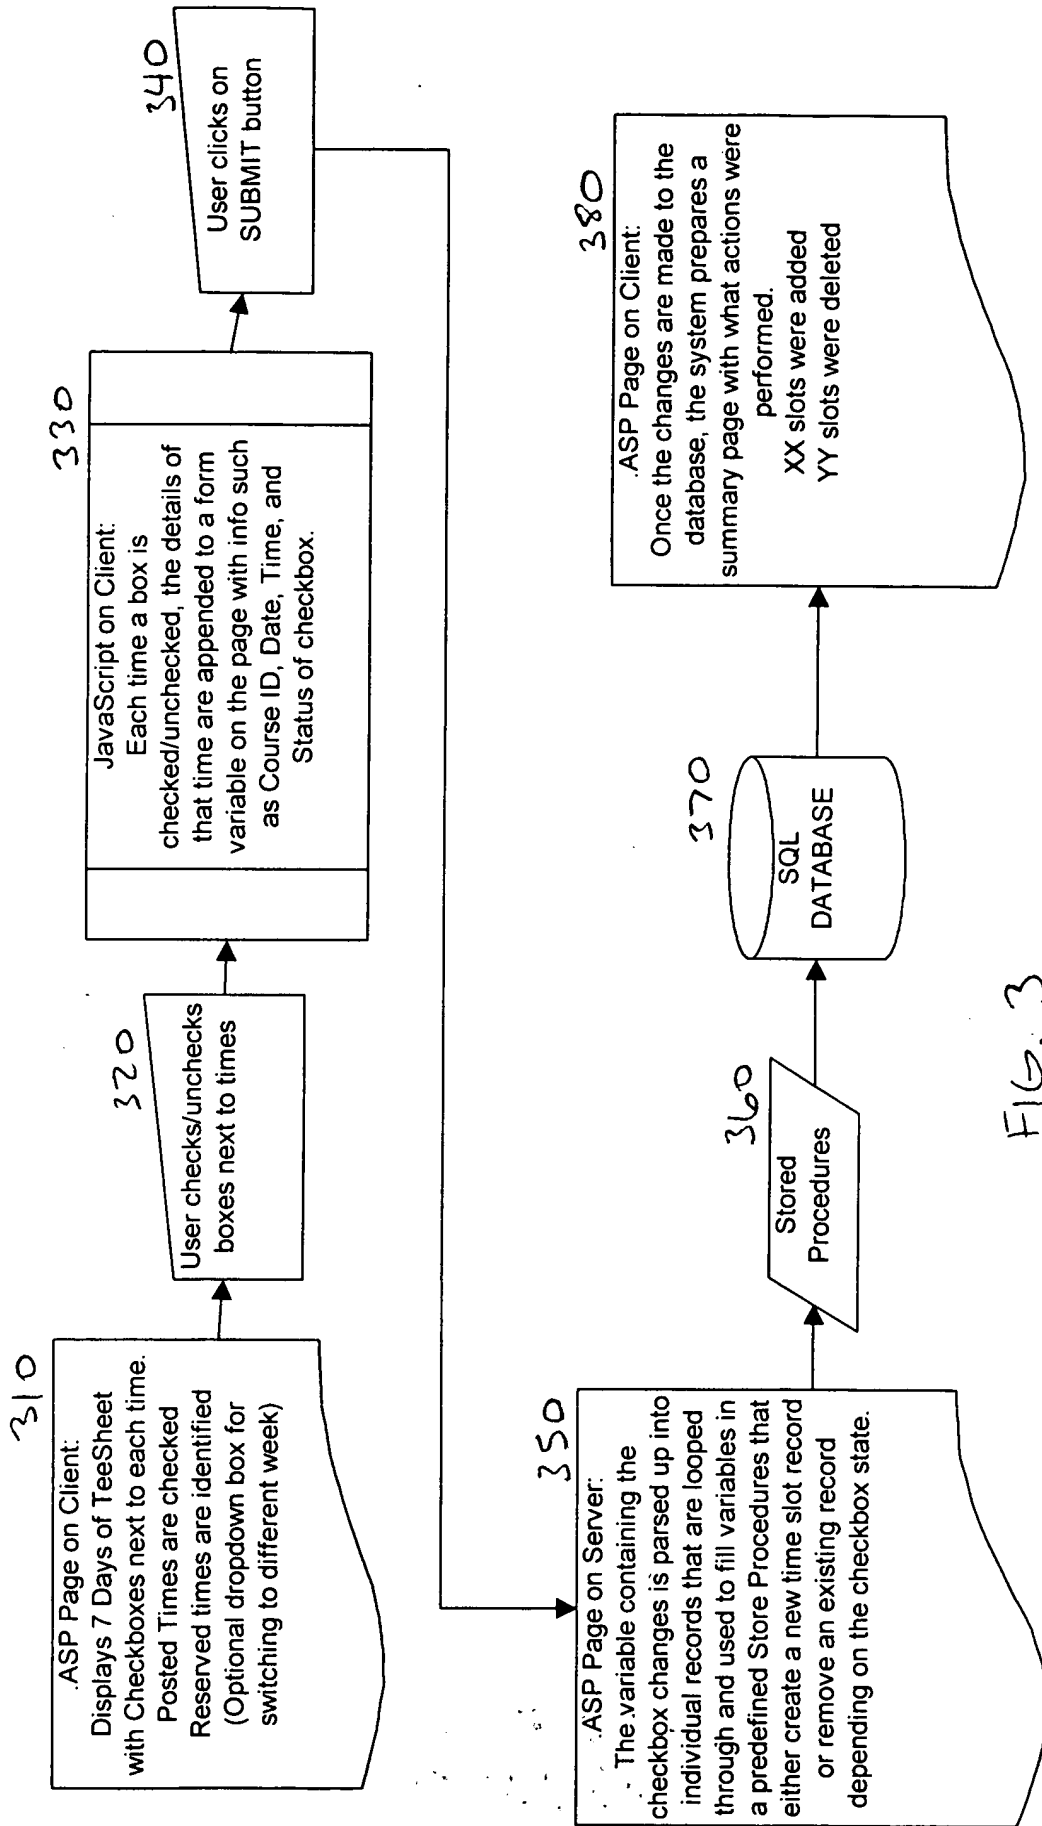 310
.ASP Page on Client:
Displays 7 Days of TeeSheet
with Checkboxes next to each time.
Posted Times are checked
Reserved times are identified
(Optional dropdown box for
switching to different week)
320
User checks/unchecks
boxes next to times
330
JavaScript on Client:
Each time a box is
checked/unchecked, the details of
that time are appended to a form
variable on the page with info such
as Course ID, Date, Time, and
Status of checkbox.
340
User clicks on
SUBMIT button
350
.ASP Page on Server:
The variable containing the
checkbox changes is parsed up into
individual records that are looped
through and used to fill variables in
a predefined Store Procedures that
either create a new time slot record
or remove an existing record
depending on the checkbox state.
360
Stored
Procedures
370
SQL
DATABASE
380
.ASP Page on Client:
Once the changes are made to the
database, the system prepares a
summary page with what actions were
performed.
XX slots were added
YY slots were deleted
FIG. 3